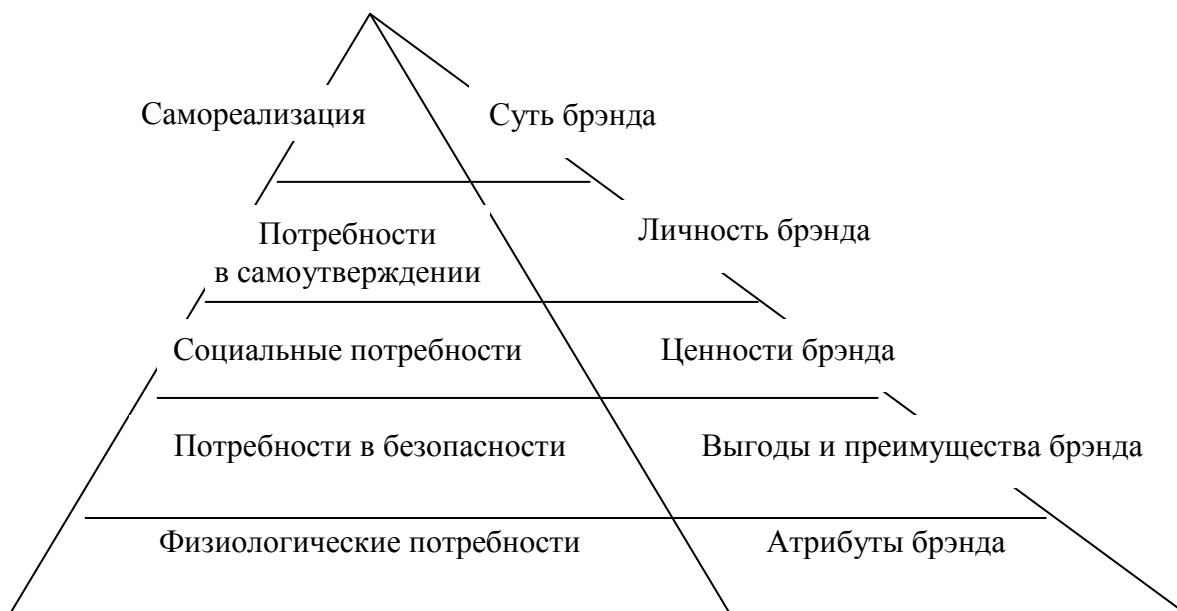 Самореализация
Суть брэнда
Потребности
в самоутверждении
Личность брэнда
Социальные потребности
Ценности брэнда
Потребности в безопасности
Выгоды и преимущества брэнда
Физиологические потребности
Атрибуты брэнда